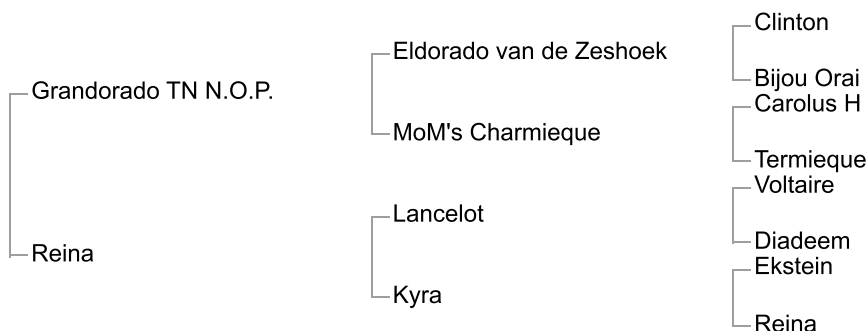 Clinton
Eldorado van de Zeshoek
Bijou Orai
Grandorado TN N.O.P.
Carolus H
MoM's Charmieque
Termieque
Voltaire
Lancelot
Diadeem
Reina
Ekstein
Kyra
Reina